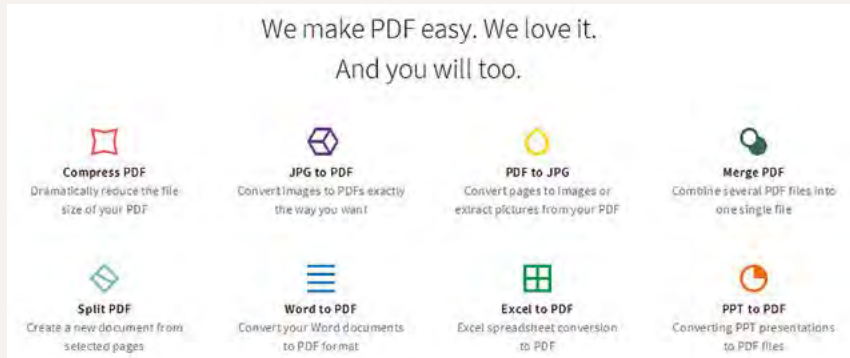 We make PDF easy. We love it.
And you will too.
Compress PDF
Dramatically reduce the file
size of your PDF
JPG to PDF
Convert images to PDFs exactly
the way you want
PDF to JPG
Convert pages to images or
extract pictures from your PDF
Merge PDF
Combine several PDF files into
one single file
Split PDF
Create a new document from
selected pages
Word to PDF
Convert your Word documents
to PDF format
Excel to PDF
Excel spreadsheet conversion
to PDF
PPT to PDF
Converting PPT presentations
to PDF files